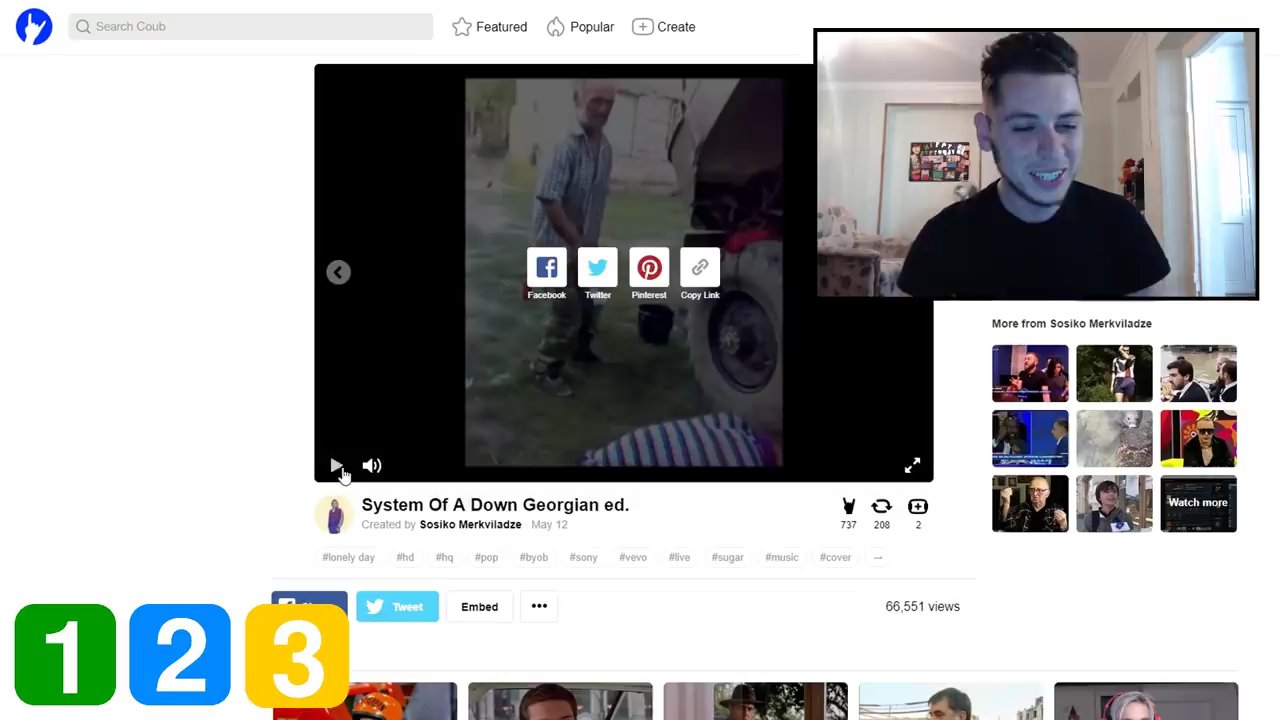 Search Coub
Featured
Popular
Create
Facebook
Twitter
Pinterest
Copy Link
More from Sosiko Merkviladze
Watch more
System Of A Down Georgian ed.
Created by Sosiko Merkviladze May 12
737
208
2
#lonely day
#hd
#hq
#pop
#byob
#sony
#vevo
#live
#sugar
#music
#cover
→
Tweet
Embed
•••
66,551 views
1 2 3